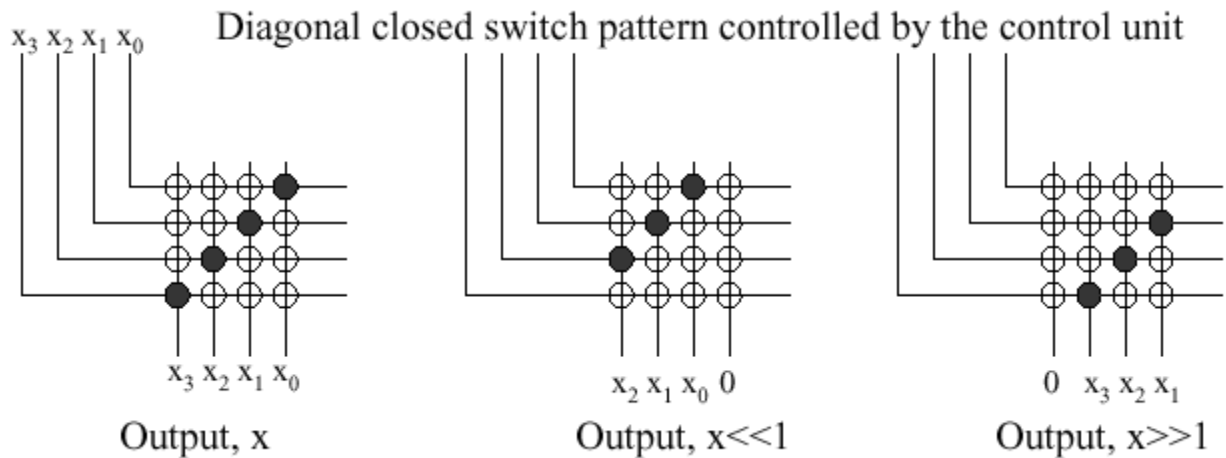 Diagonal closed switch pattern controlled by the control unit
x₃ x₂ x₁ x₀
x₃ x₂ x₁ x₀
x₂ x₁ x₀ 0
0 x₃ x₂ x₁
Output, x
Output, x<<1
Output, x>>1